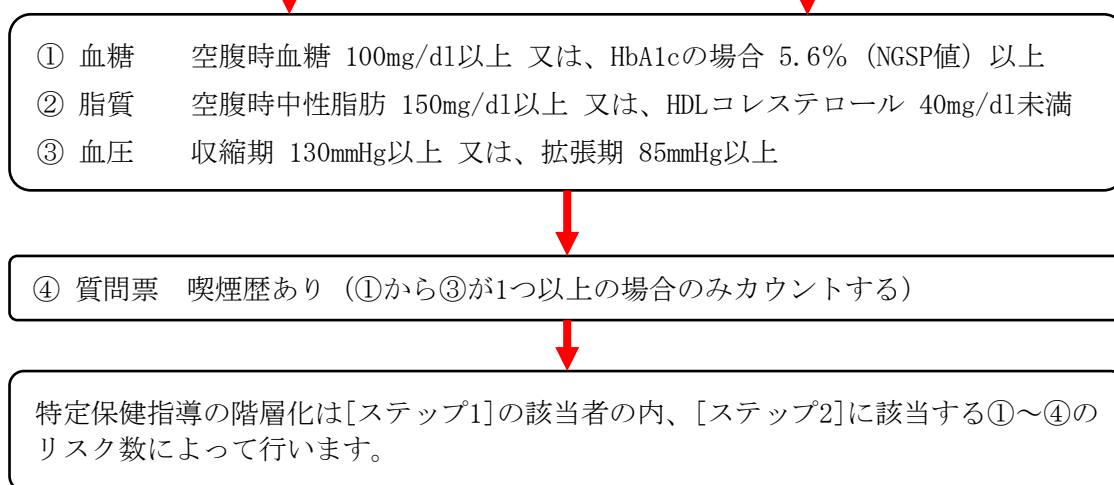 ① 血糖 空腹時血糖 100mg/dl以上 又は、HbA1cの場合 5.6％（NGSP値）以上
② 脂質 空腹時中性脂肪 150mg/dl以上 又は、HDLコレステロール 40mg/dl未満
③ 血圧 収縮期 130mmHg以上 又は、拡張期 85mmHg以上
④ 質問票 喫煙歴あり（①から③が1つ以上の場合のみカウントする）
特定保健指導の階層化は[ステップ1]の該当者の内、[ステップ2]に該当する①～④の
リスク数によって行います。